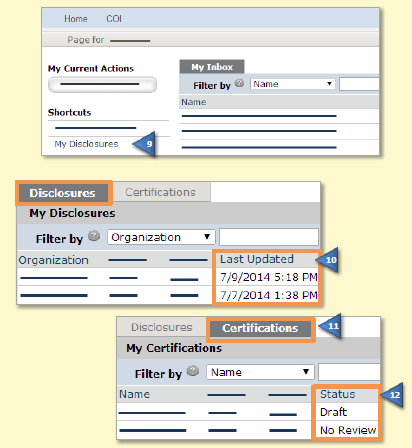 Home COI
Page for
My Current Actions
My Inbox
Filter by ? Name
Name
Shortcuts
My Disclosures 9
Disclosures Certifications
My Disclosures
Filter by ? Organization
Organization Last Updated 10
7/9/2014 5:18 PM
7/7/2014 1:38 PM
Disclosures Certifications 11
My Certifications
Filter by ? Name
Name Status 12
Draft
No Review